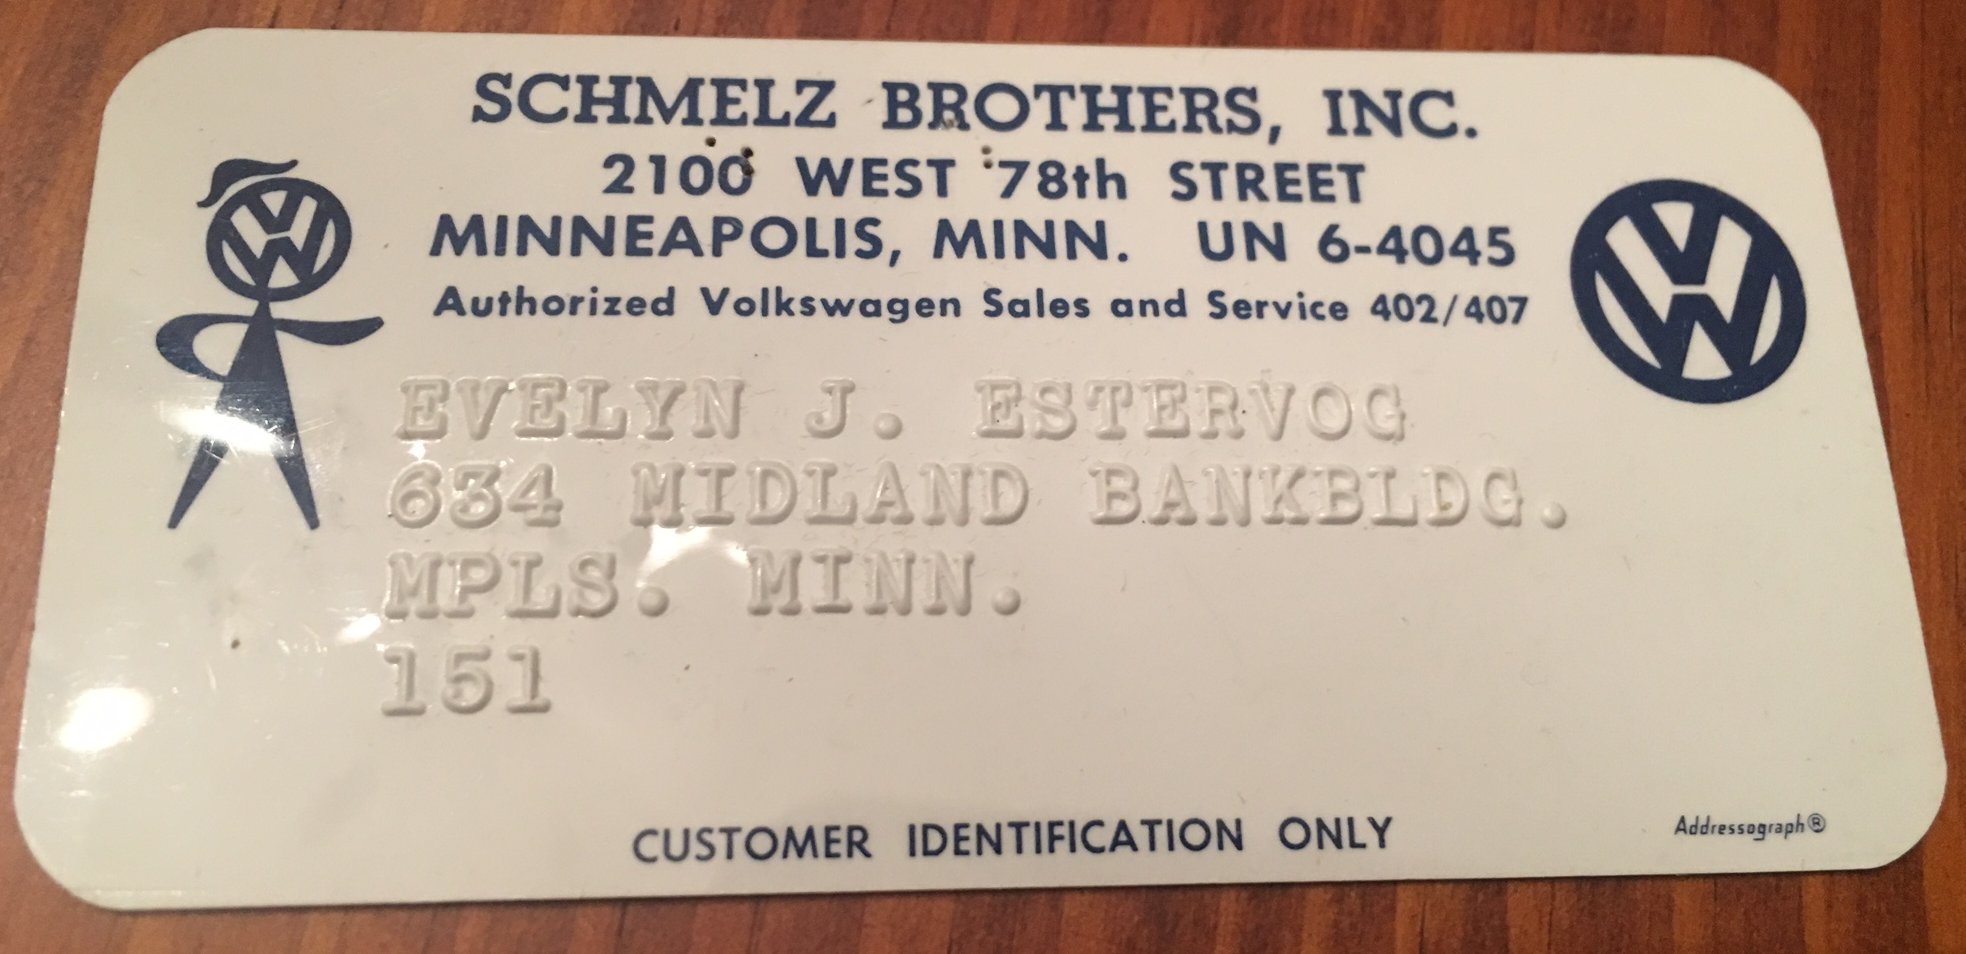 SCHMELZ BROTHERS, INC.
2100 WEST 78th STREET
MINNEAPOLIS, MINN. UN 6-4045
Authorized Volkswagen Sales and Service 402/407
EVELYN J. ESTERVOG
634 MIDLAND BANKBLDG.
MPLS. MINN.
151
CUSTOMER IDENTIFICATION ONLY
Addressograph®